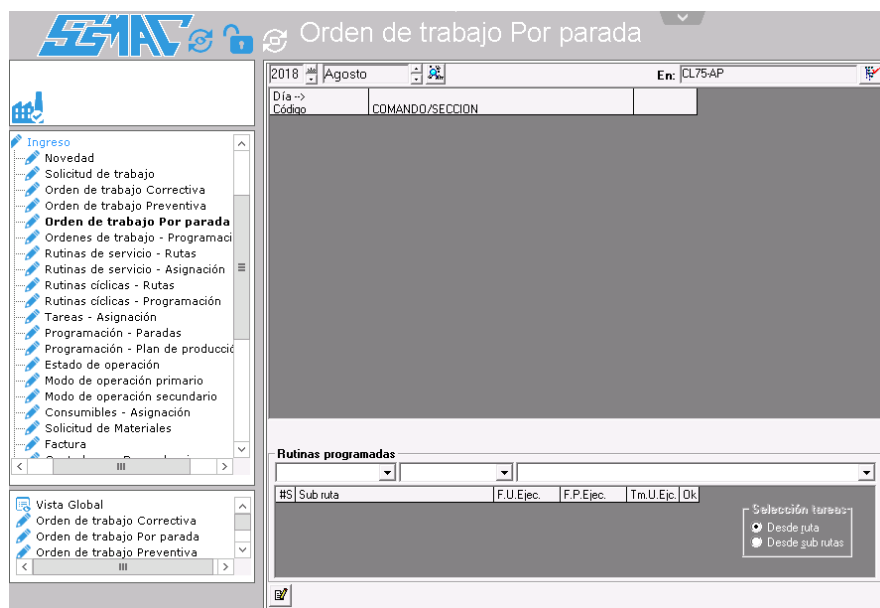 SGMAC
Orden de trabajo Por parada
2018 Agosto En: CL75-AP
Día -->
Código COMANDO/SECCION
Ingreso
Novedad
Solicitud de trabajo
Orden de trabajo Correctiva
Orden de trabajo Preventiva
Orden de trabajo Por parada
Ordenes de trabajo - Programaci
Rutinas de servicio - Rutas
Rutinas de servicio - Asignación
Rutinas cíclicas - Rutas
Rutinas cíclicas - Programación
Tareas - Asignación
Programación - Paradas
Programación - Plan de producció
Estado de operación
Modo de operación primario
Modo de operación secundario
Consumibles - Asignación
Solicitud de Materiales
Factura
Vista Global
Orden de trabajo Correctiva
Orden de trabajo Por parada
Orden de trabajo Preventiva
Rutinas programadas
#S Sub ruta F.U.Ejec. F.P.Ejec. Tm.U.Ejc. Ok
Selección tareas
Desde ruta
Desde sub rutas